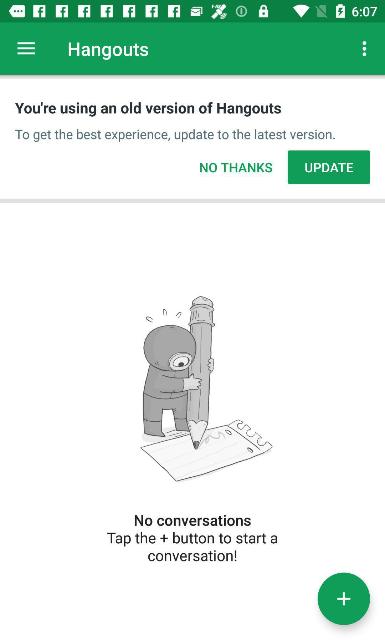 6:07
Hangouts
You're using an old version of Hangouts
To get the best experience, update to the latest version.
NO THANKS UPDATE
No conversations
Tap the + button to start a
conversation!
+